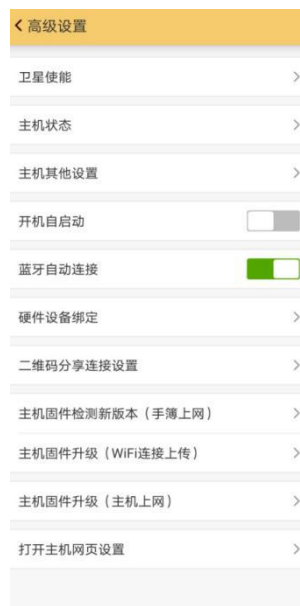 高级设置
卫星使能
主机状态
主机其他设置
开机自启动
蓝牙自动连接
硬件设备绑定
二维码分享连接设置
主机固件检测新版本（手簿上网）
主机固件升级（WiFi连接上传）
主机固件升级（主机上网）
打开主机网页设置